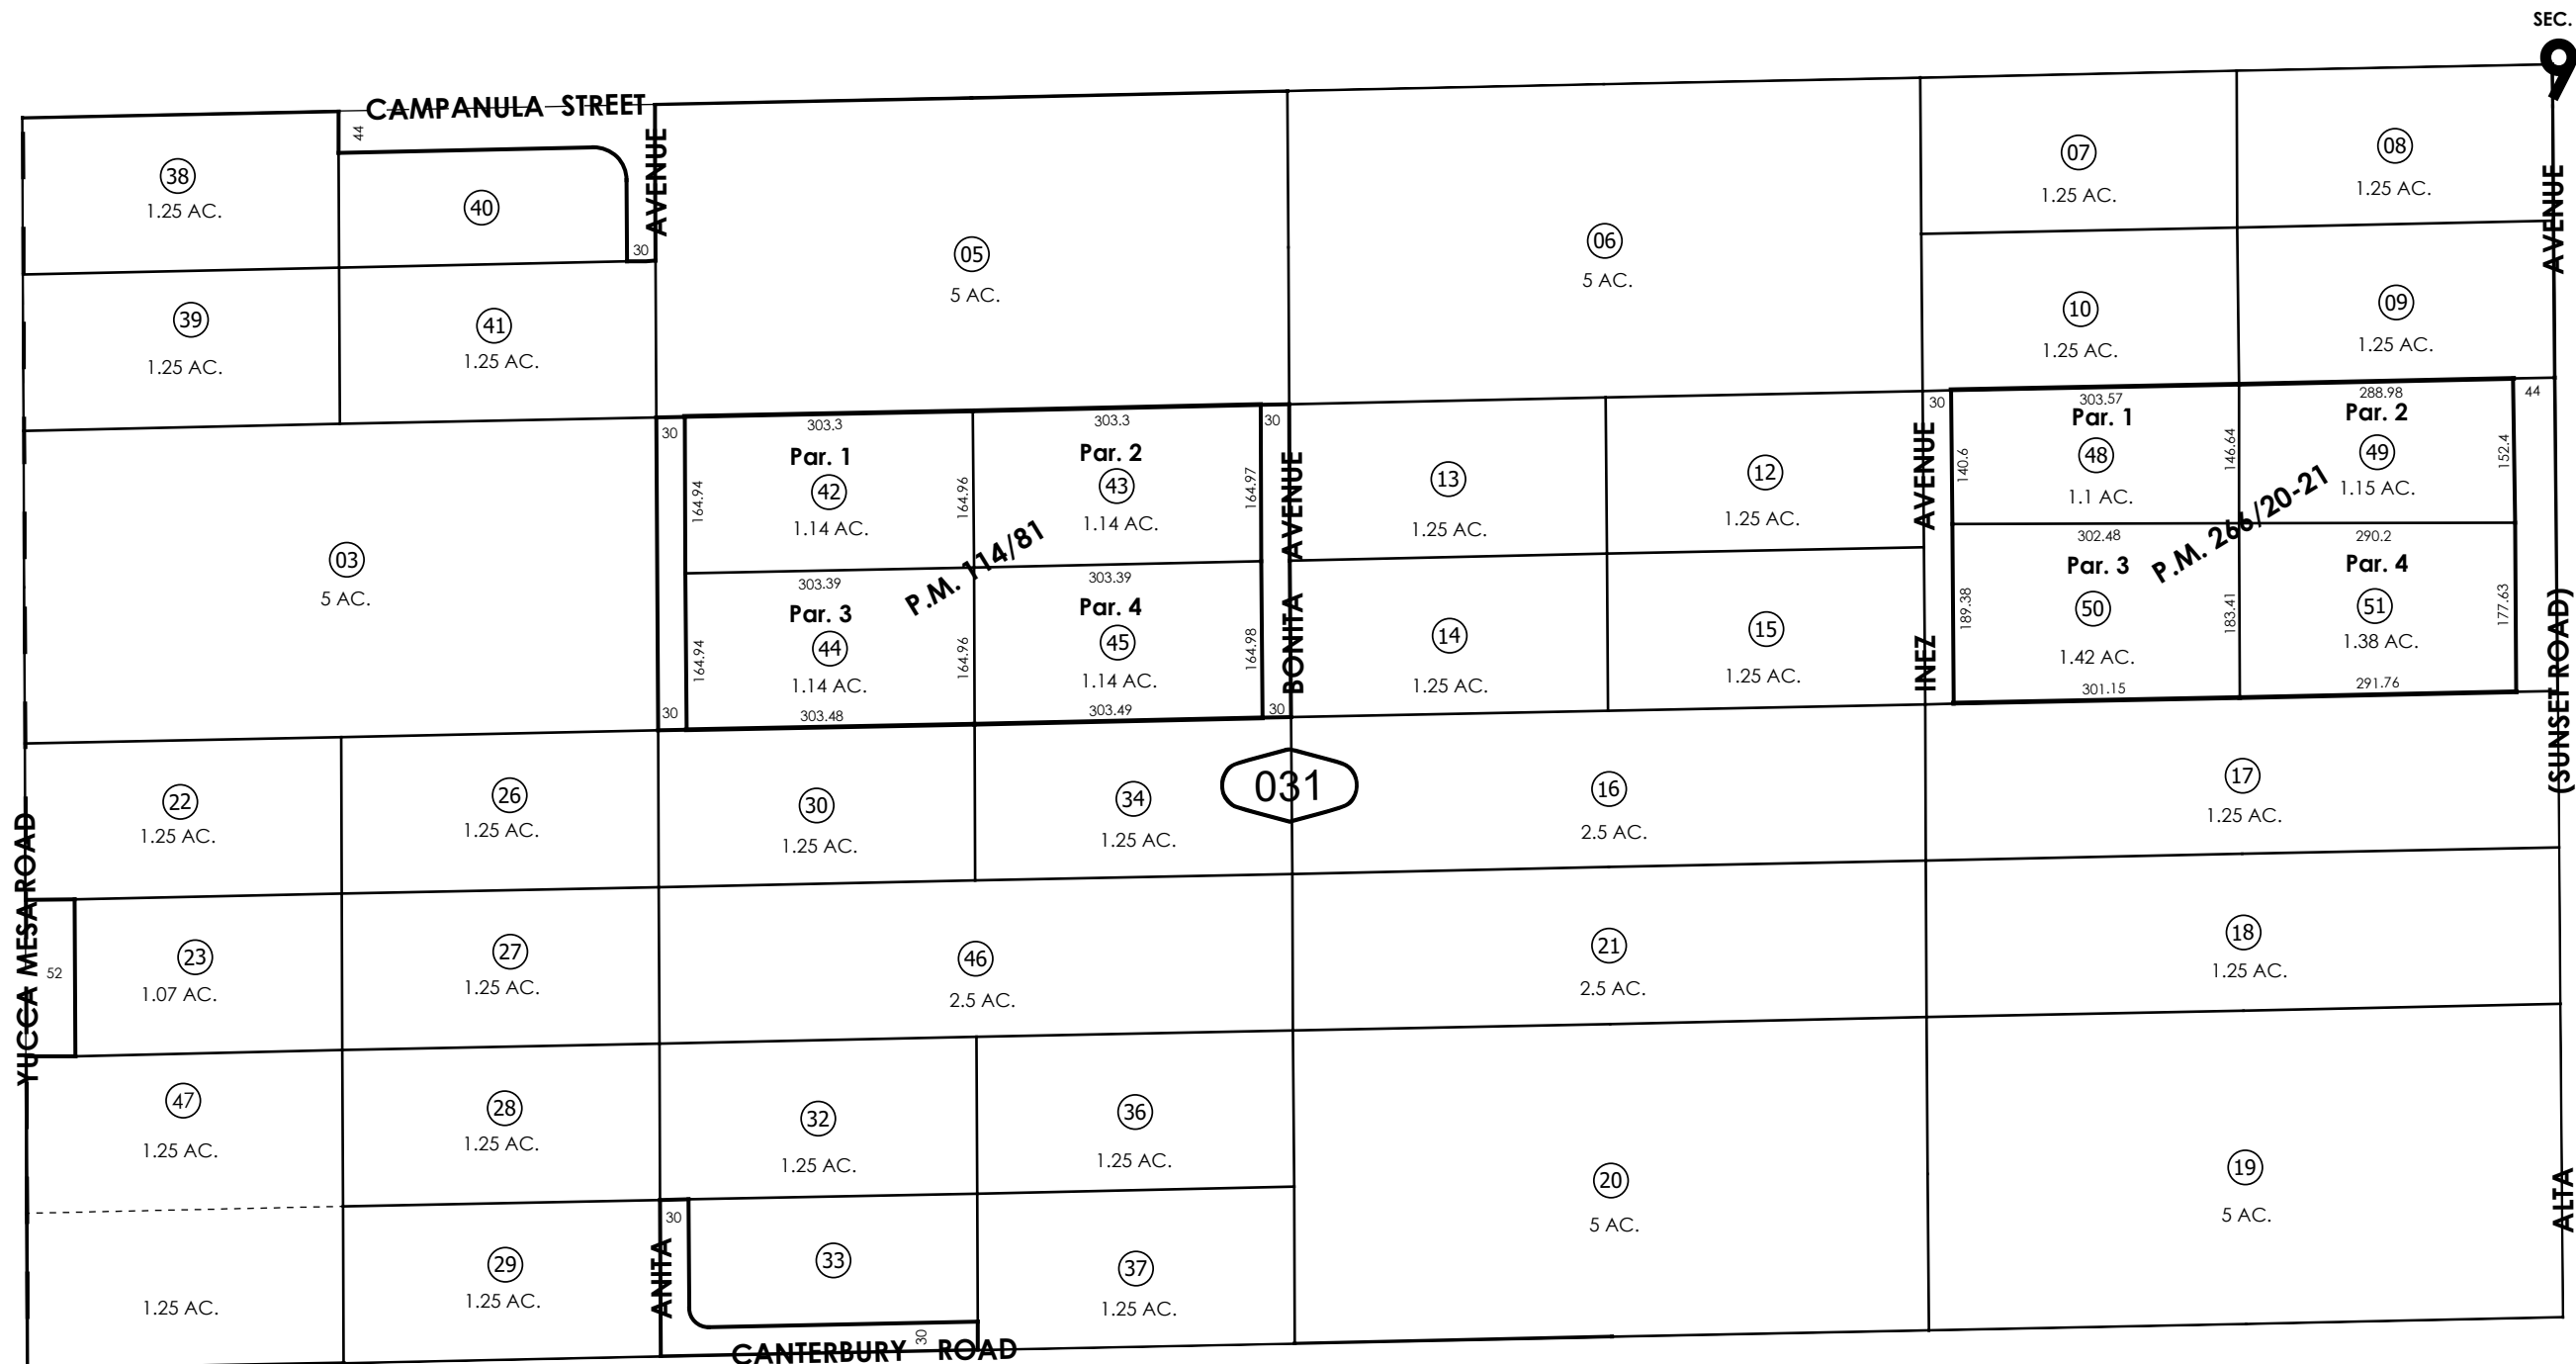 SEC.
9
CAMPANULA STREET
44
AVENUE
30
38
1.25 AC.
40
39
1.25 AC.
41
1.25 AC.
05
5 AC.
06
5 AC.
07
1.25 AC.
08
1.25 AC.
10
1.25 AC.
09
1.25 AC.
AVENUE
(SUNSET ROAD)
ALTA
03
5 AC.
30
30
303.3
Par. 1
42
1.14 AC.
164.94
164.96
303.3
Par. 2
43
1.14 AC.
164.97
30
P.M. 114/81
303.39
Par. 3
44
1.14 AC.
303.48
164.94
164.96
303.39
Par. 4
45
1.14 AC.
303.49
164.98
30
BONITA AVENUE
13
1.25 AC.
12
1.25 AC.
14
1.25 AC.
15
1.25 AC.
INEZ AVENUE
30
303.57
Par. 1
48
1.1 AC.
140.6
146.64
288.98
Par. 2
49
1.15 AC.
152.4
44
P.M. 266/20-21
302.48
Par. 3
50
1.42 AC.
301.15
189.38
183.41
290.2
Par. 4
51
1.38 AC.
291.76
177.63
22
1.25 AC.
26
1.25 AC.
30
1.25 AC.
34
1.25 AC.
031
16
2.5 AC.
17
1.25 AC.
YUCCA MESA ROAD
52
23
1.07 AC.
27
1.25 AC.
46
2.5 AC.
21
2.5 AC.
18
1.25 AC.
47
1.25 AC.
28
1.25 AC.
32
1.25 AC.
36
1.25 AC.
20
5 AC.
19
5 AC.
1.25 AC.
29
1.25 AC.
ANITA
30
33
37
1.25 AC.
30
CANTERBURY ROAD